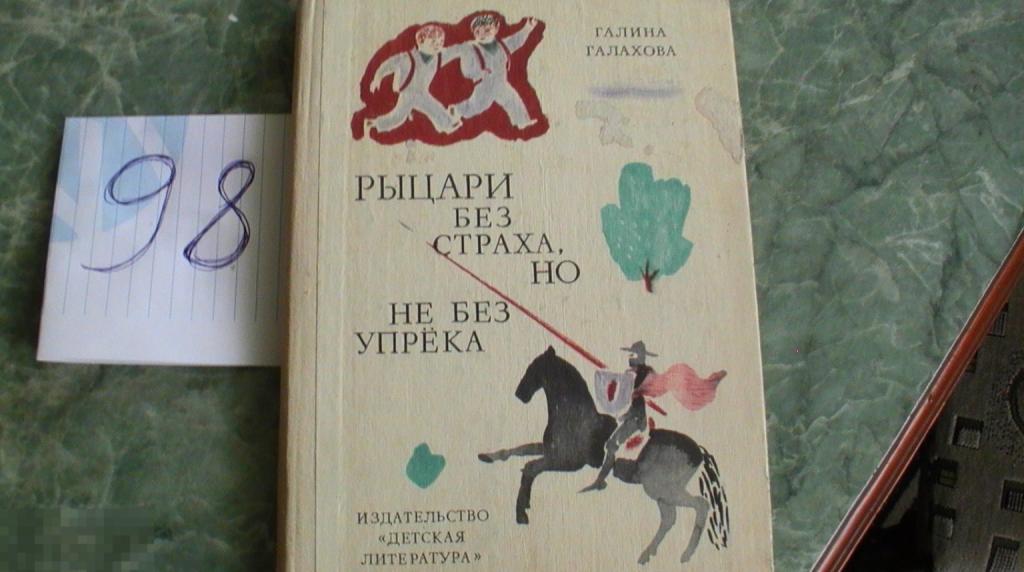 98
ГАЛИНА
ГАЛАХОВА
РЫЦАРИ
БЕЗ
СТРАХА,
НО
НЕ БЕЗ
УПРЁКА
ИЗДАТЕЛЬСТВО
«ДЕТСКАЯ
ЛИТЕРАТУРА»